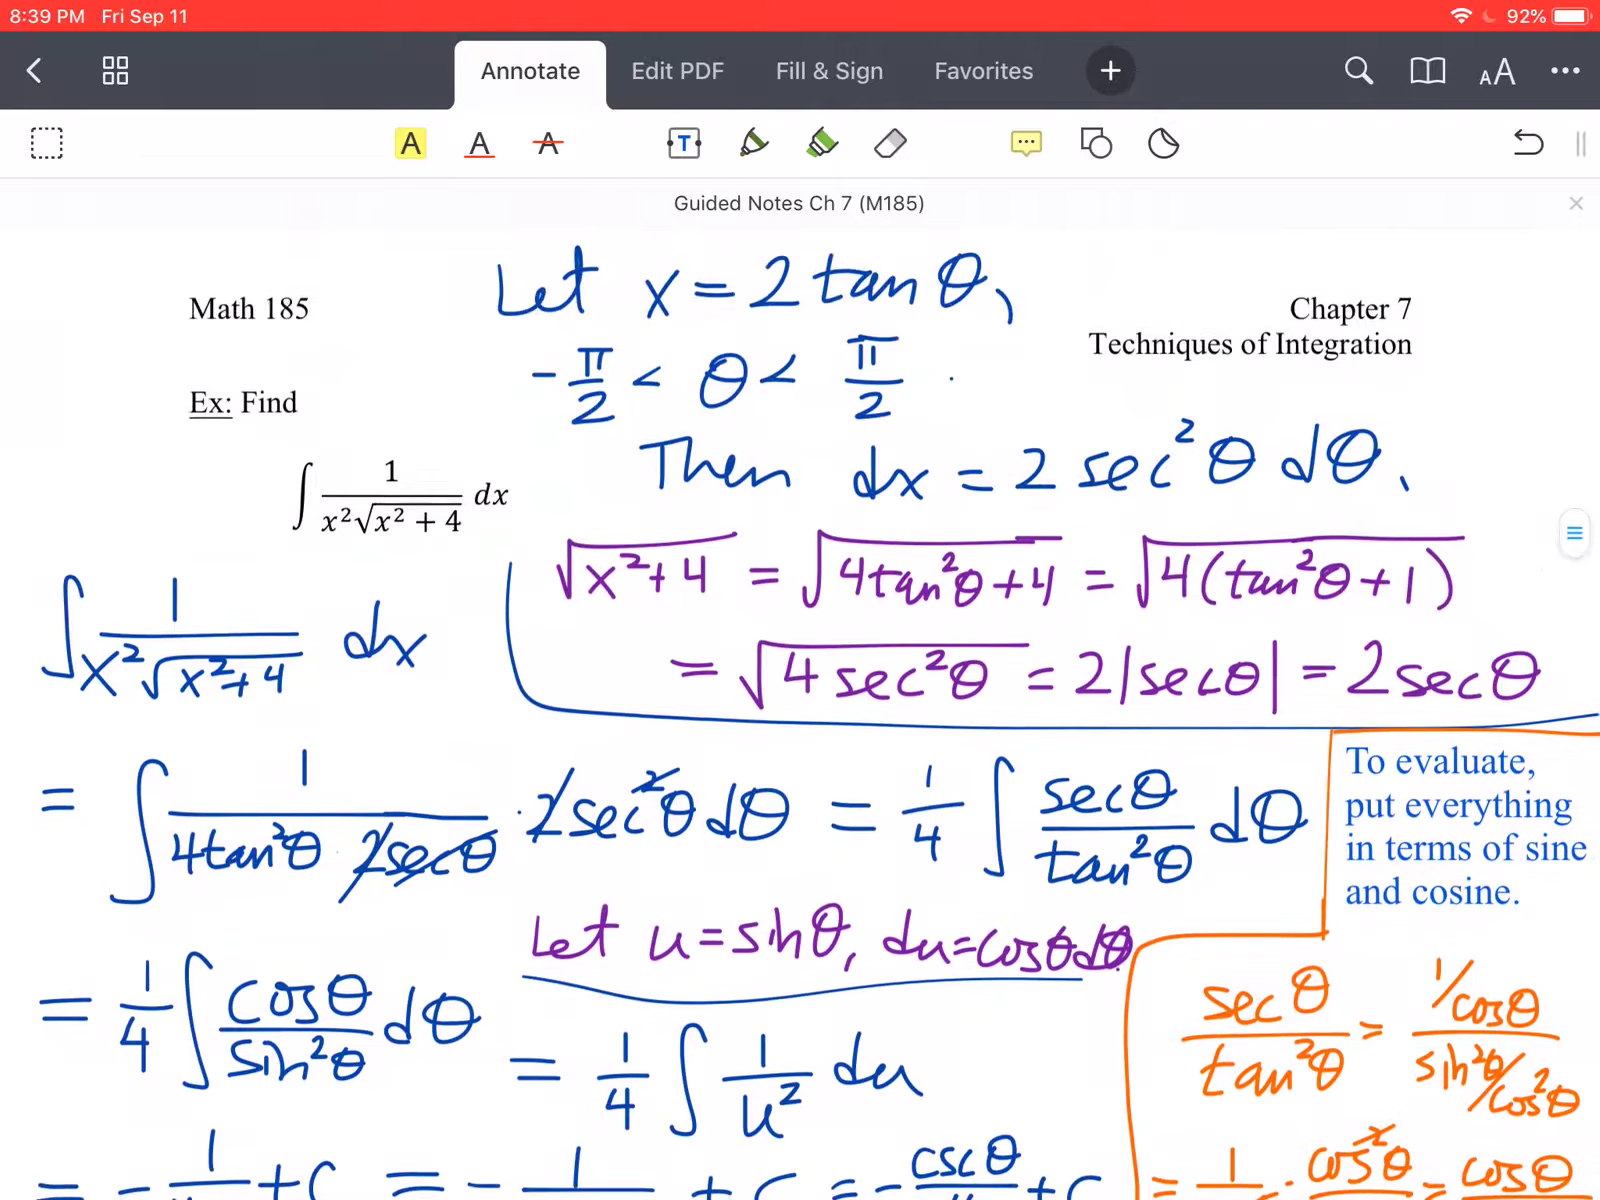 8:39 PM Fri Sep 11 92%
Annotate Edit PDF Fill & Sign Favorites +
A A A T
Guided Notes Ch 7 (M185)
Math 185
Chapter 7
Techniques of Integration
Let x = 2 tan θ,
-π/2 < θ < π/2.
Ex: Find
∫ 1/(x²√(x² + 4)) dx
Then dx = 2 sec²θ dθ,
√(x²+4) = √(4tan²θ+4) = √(4(tan²θ+1))
= √(4 sec²θ) = 2|secθ| = 2secθ
∫ 1/(x²√(x²+4)) dx
= ∫ 1/(4tan²θ · 2secθ) · 2sec²θ dθ = 1/4 ∫ secθ/tan²θ dθ
To evaluate,
put everything
in terms of sine
and cosine.
Let u = sinθ, du = cosθdθ
= 1/4 ∫ cosθ/sin²θ dθ
= 1/4 ∫ 1/u² du
secθ/tan²θ = (1/cosθ)/(sin²θ/cos²θ)